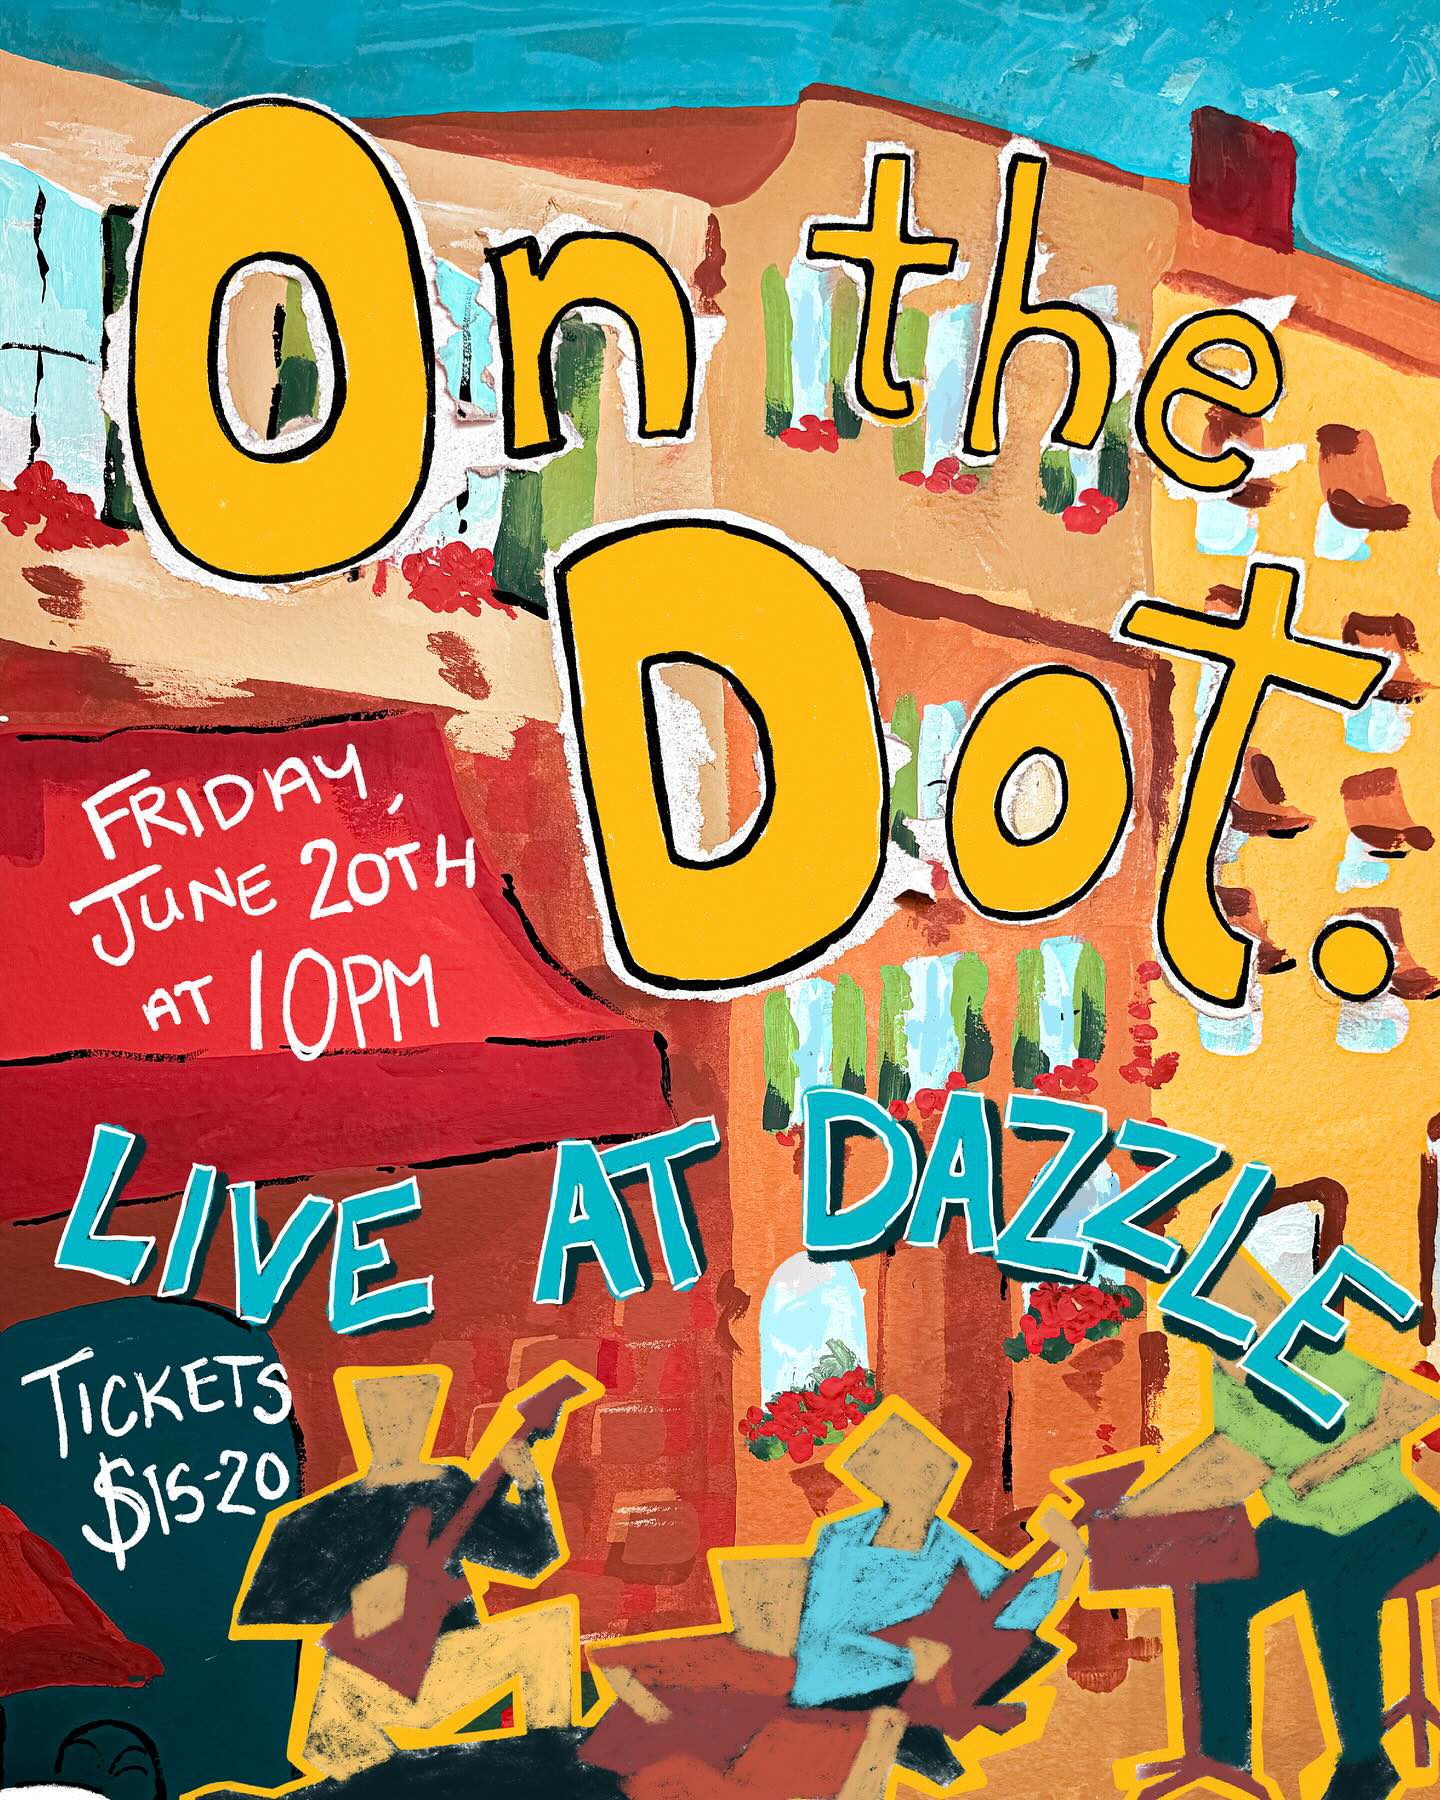 On the
Dot.
FRIDAY,
JUNE 20TH
AT 10PM
LIVE AT DAZZLE
TICKETS
$15-20